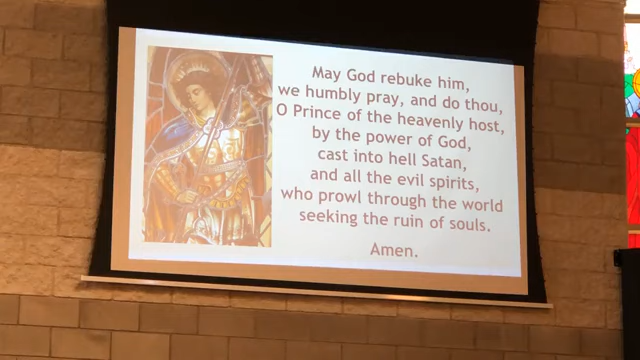 May God rebuke him,
we humbly pray, and do thou,
O Prince of the heavenly host,
by the power of God,
cast into hell Satan,
and all the evil spirits,
who prowl through the world
seeking the ruin of souls.
Amen.